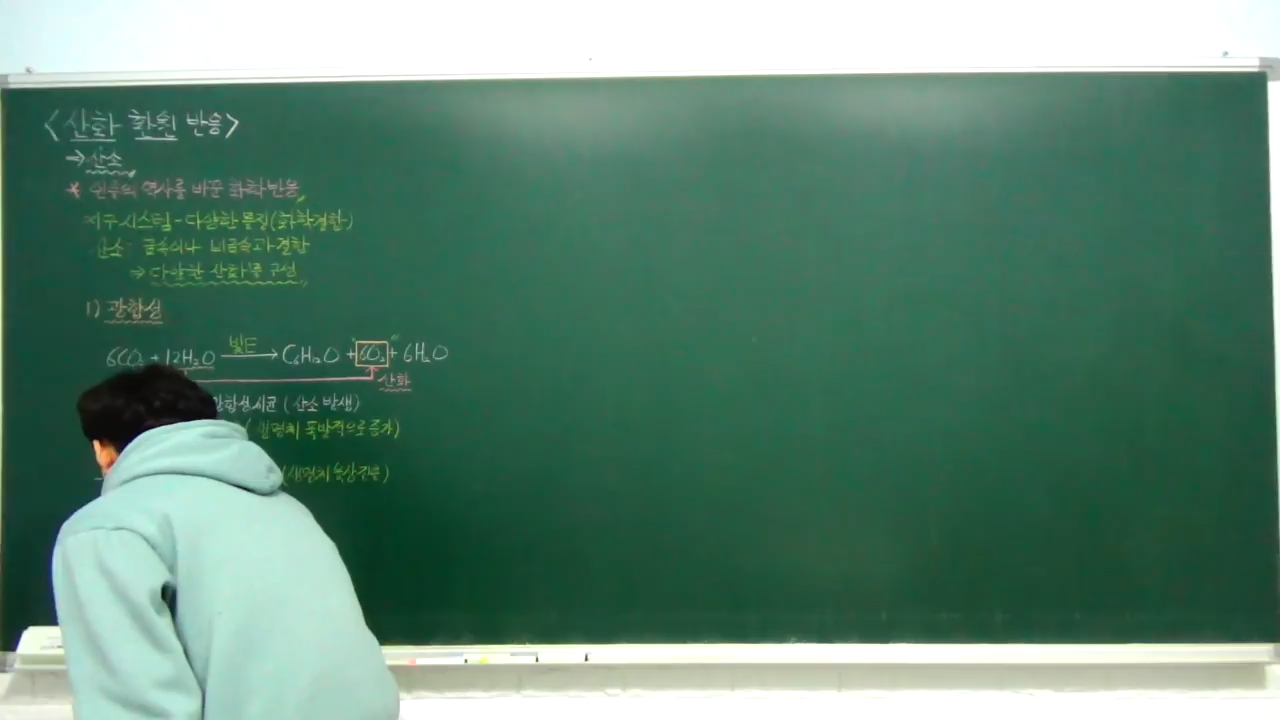 <산화 환원 반응>
→ 산소
* 인류의 역사를 바꾼 화학반응
지구시스템 - 다양한 물질(화학결합)
산소: 금속이나 비금속과 결합
⇒ 다양한 산화물 구성
1) 광합성
6CO₂ + 12H₂O 빛E → C₆H₁₂O + 6O₂ + 6H₂O
산화
광합성세균 (산소 발생)
(생명체 폭발적으로 증가)
(생명체 육상